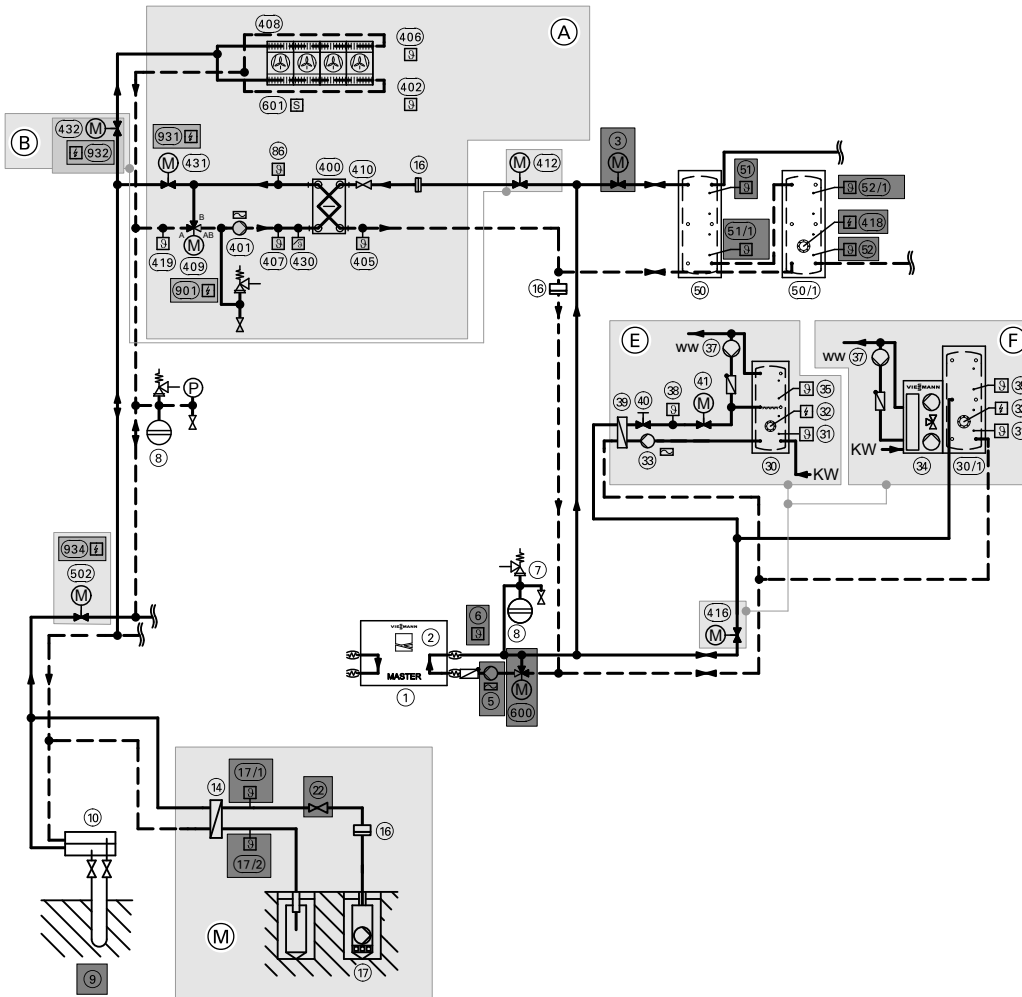 408
406
A
402
601 S
432 M
B
932
931
M 431
86
400
410
16
M 412
3
M
51
52/1
51/1
418
52
B
A
AB
M
419
409
401
407
430
405
901
16
50
50/1
P
8
E
ww 37
41
38
40
39
M
35
32
31
33
30
KW
F
ww 37
VIESMANN
KW
34
30/1
934
502
M
7
8
6
416
M
VIESMANN
2
MASTER
1
5
M
600
14
17/1
22
16
17/2
10
M
17
9